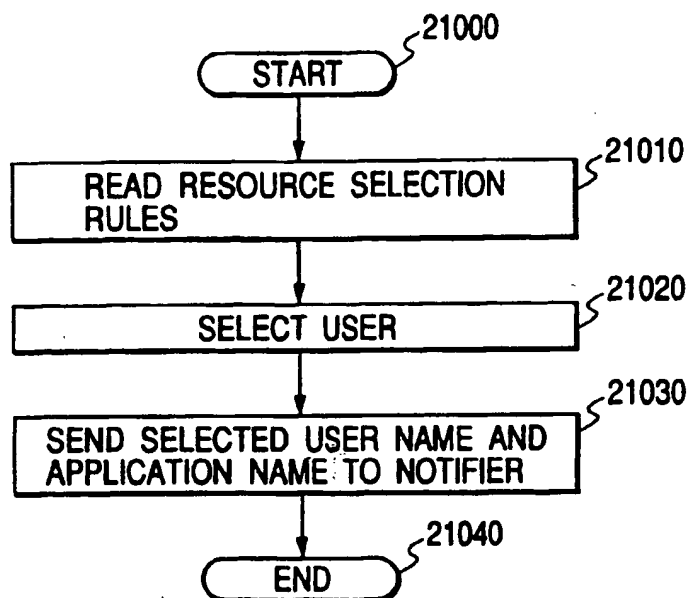 21000
START
21010
READ RESOURCE SELECTION
RULES
21020
SELECT USER
21030
SEND SELECTED USER NAME AND
APPLICATION NAME TO NOTIFIER
21040
END